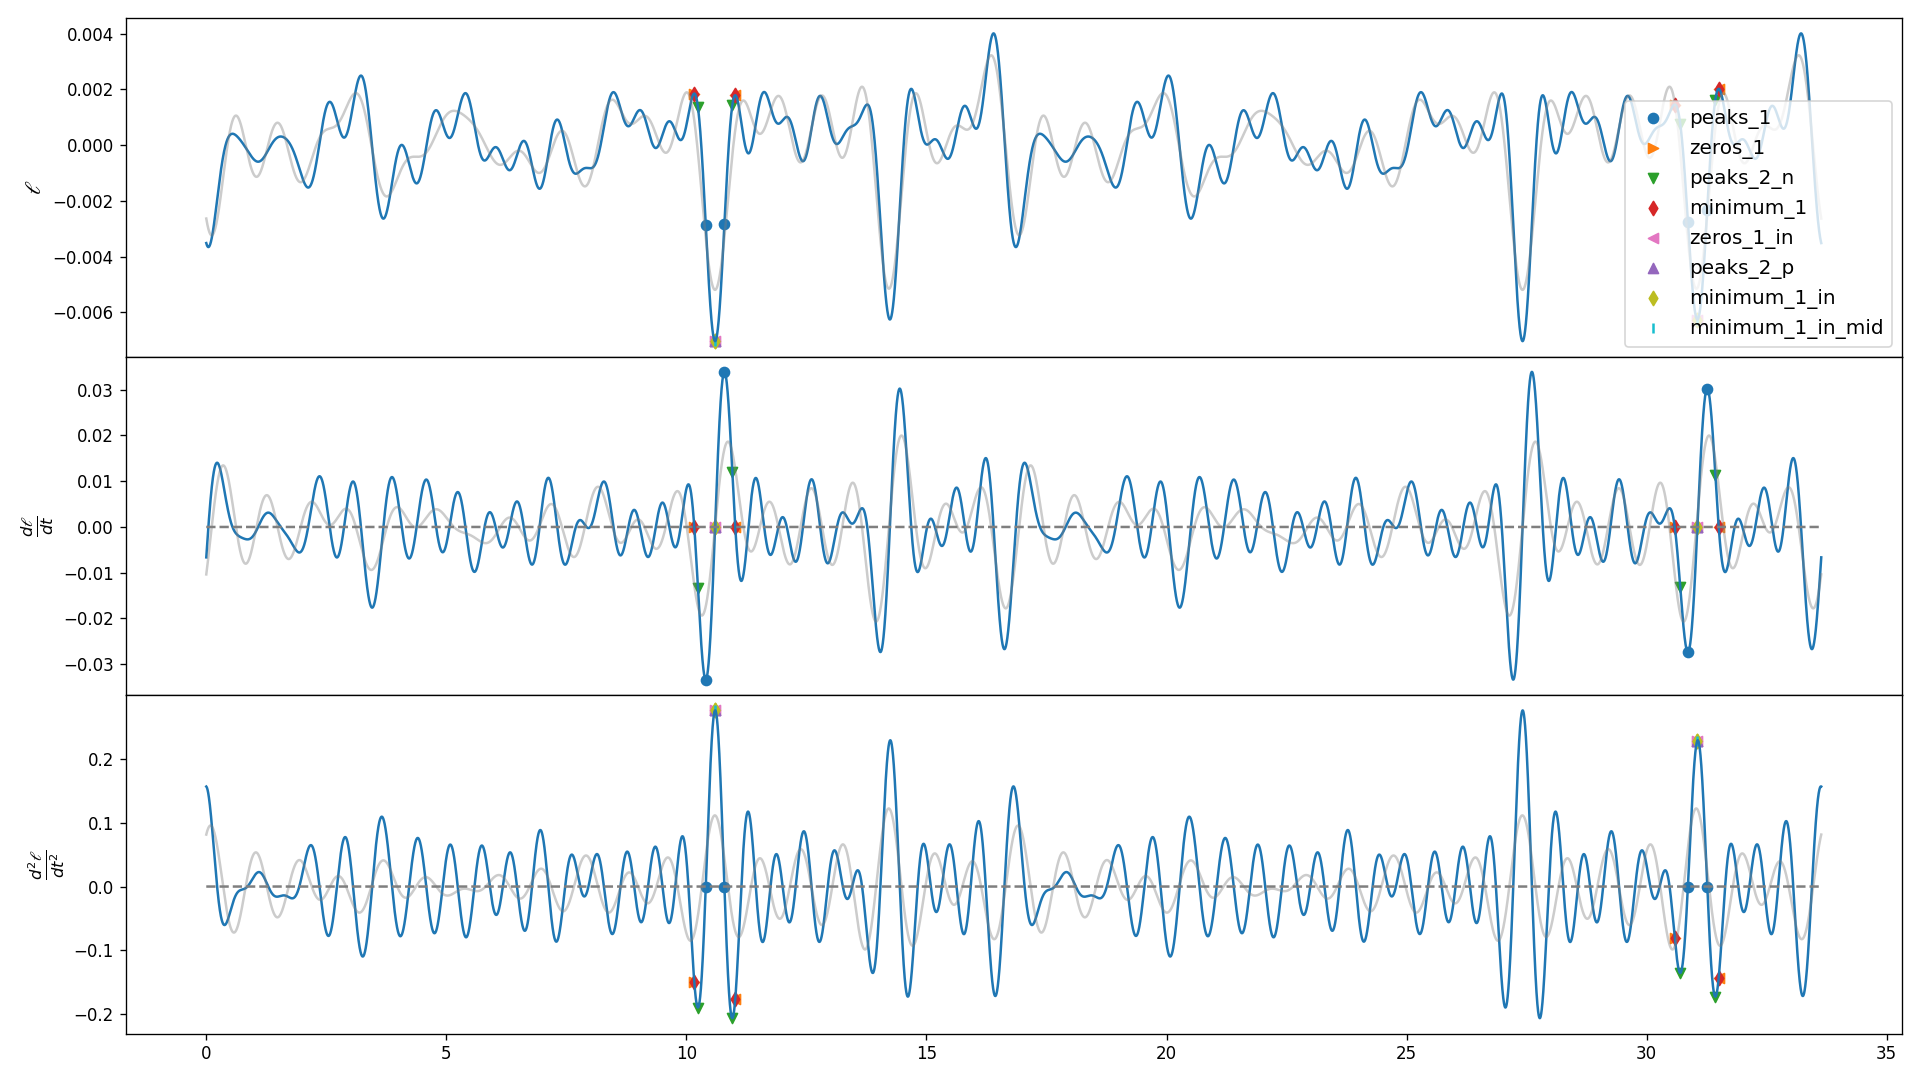 0.004
0.002
0.000
−0.002
−0.004
−0.006
ℓ
peaks_1
zeros_1
peaks_2_n
minimum_1
zeros_1_in
peaks_2_p
minimum_1_in
minimum_1_in_mid
0.03
0.02
0.01
0.00
−0.01
−0.02
−0.03
dℓ
dt
0.2
0.1
0.0
−0.1
−0.2
d²ℓ
dt²
0 5 10 15 20 25 30 35